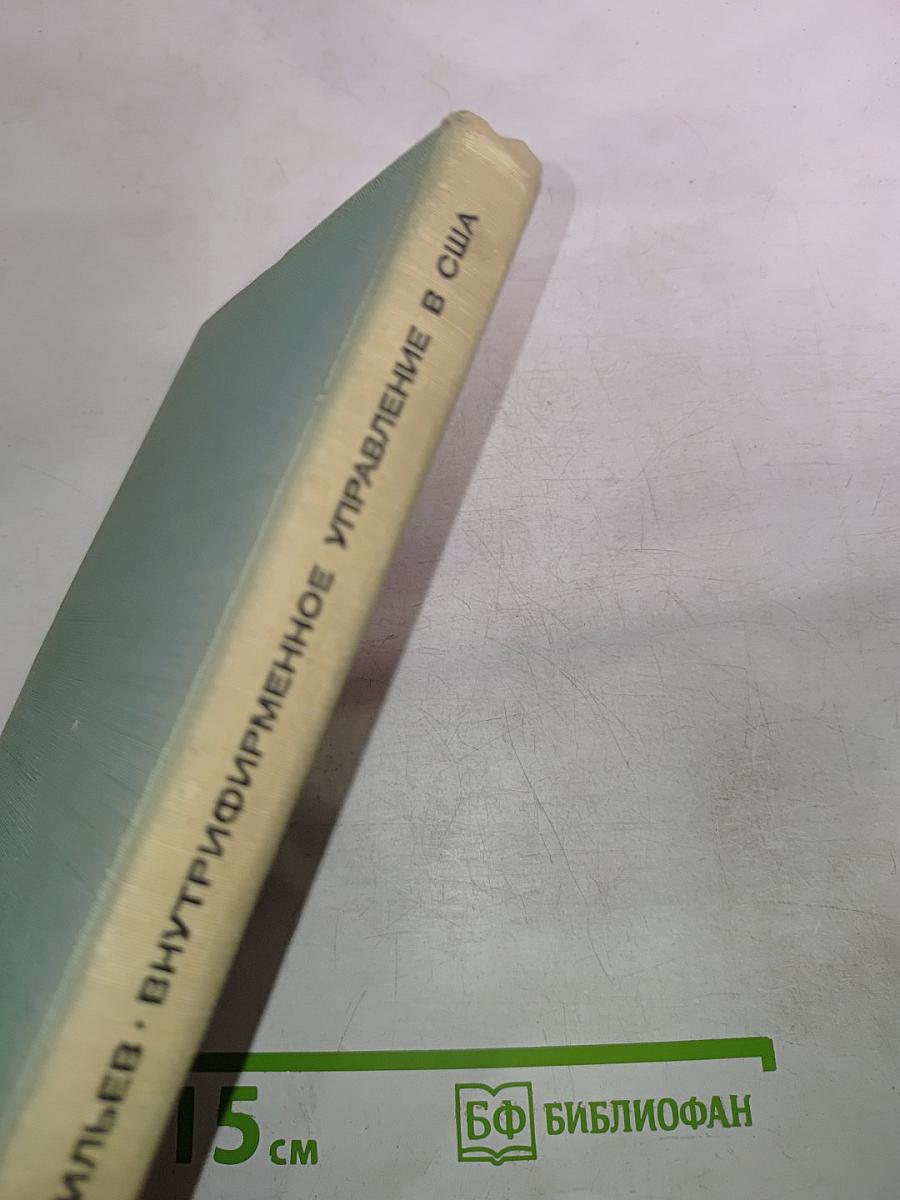 ИЛЬЕВ · ВНУТРИФИРМЕННОЕ УПРАВЛЕНИЕ В США
15 см
БФ БИБЛИОФАН